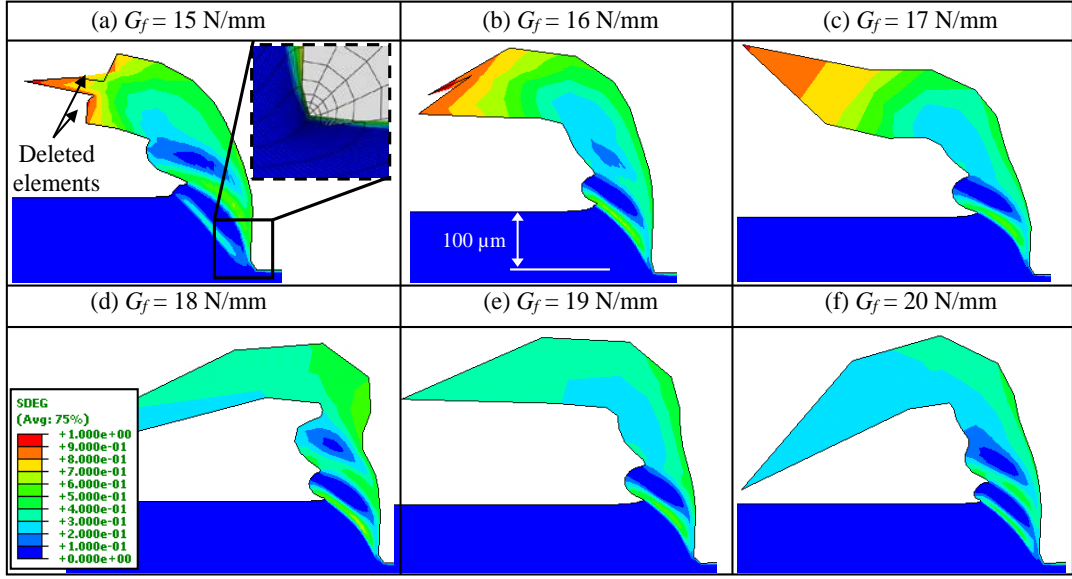 (a) Gf = 15 N/mm
(b) Gf = 16 N/mm
(c) Gf = 17 N/mm
Deleted
elements
100 µm
(d) Gf = 18 N/mm
(e) Gf = 19 N/mm
(f) Gf = 20 N/mm
SDEG
(Avg: 75%)
+1.000e+00
+9.000e-01
+8.000e-01
+7.000e-01
+6.000e-01
+5.000e-01
+4.000e-01
+3.000e-01
+2.000e-01
+1.000e-01
+0.000e+00